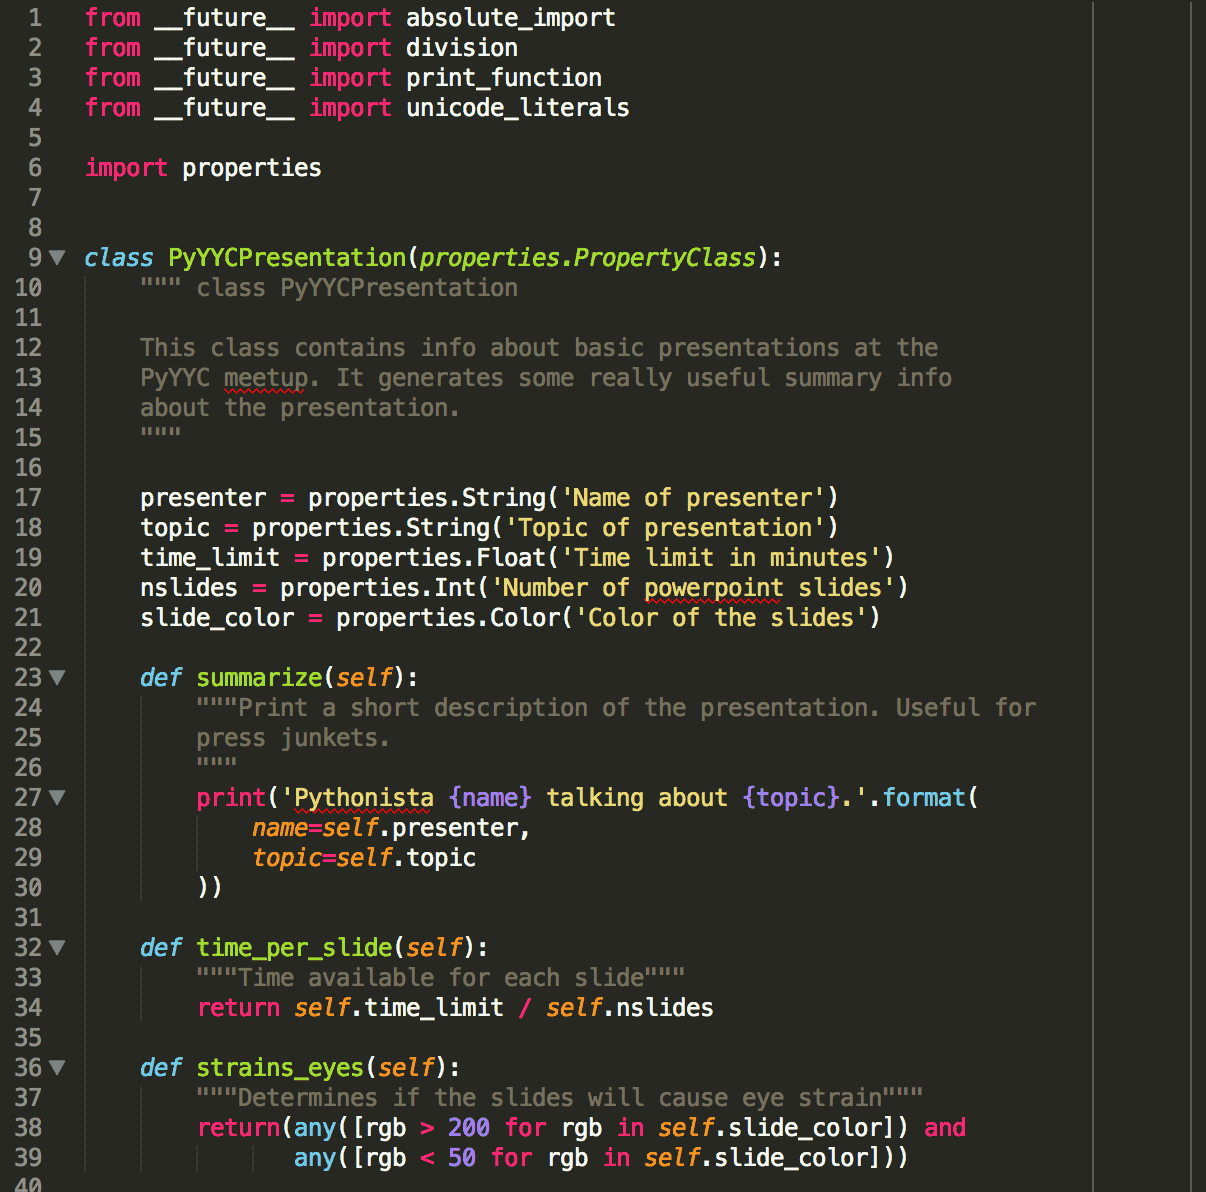 1 from __future__ import absolute_import
2 from __future__ import division
3 from __future__ import print_function
4 from __future__ import unicode_literals
5
6 import properties
7
8
9 class PyYYCPresentation(properties.PropertyClass):
10     """ class PyYYCPresentation
11
12     This class contains info about basic presentations at the
13     PyYYC meetup. It generates some really useful summary info
14     about the presentation.
15     """
16
17     presenter = properties.String('Name of presenter')
18     topic = properties.String('Topic of presentation')
19     time_limit = properties.Float('Time limit in minutes')
20     nslides = properties.Int('Number of powerpoint slides')
21     slide_color = properties.Color('Color of the slides')
22
23     def summarize(self):
24         """Print a short description of the presentation. Useful for
25         press junkets.
26         """
27         print('Pythonista {name} talking about {topic}.'.format(
28             name=self.presenter,
29             topic=self.topic
30         ))
31
32     def time_per_slide(self):
33         """Time available for each slide"""
34         return self.time_limit / self.nslides
35
36     def strains_eyes(self):
37         """Determines if the slides will cause eye strain"""
38         return(any([rgb > 200 for rgb in self.slide_color]) and
39                any([rgb < 50 for rgb in self.slide_color]))
40